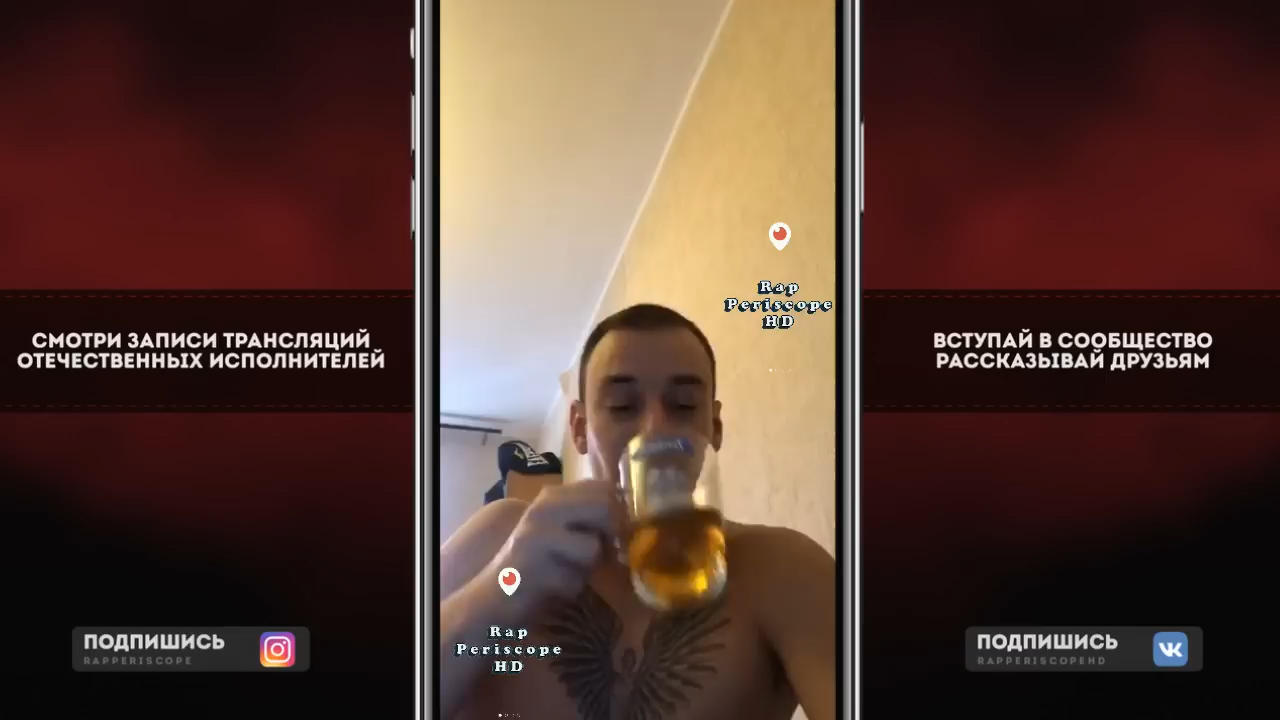 СМОТРИ ЗАПИСИ ТРАНСЛЯЦИЙ
ОТЕЧЕСТВЕННЫХ ИСПОЛНИТЕЛЕЙ
ПОДПИШИСЬ
RAPPERISCOPE
Rap
Periscope
HD
Rap
Periscope
HD
ВСТУПАЙ В СООБЩЕСТВО
РАССКАЗЫВАЙ ДРУЗЬЯМ
ПОДПИШИСЬ
RAPPERISCOPEHD